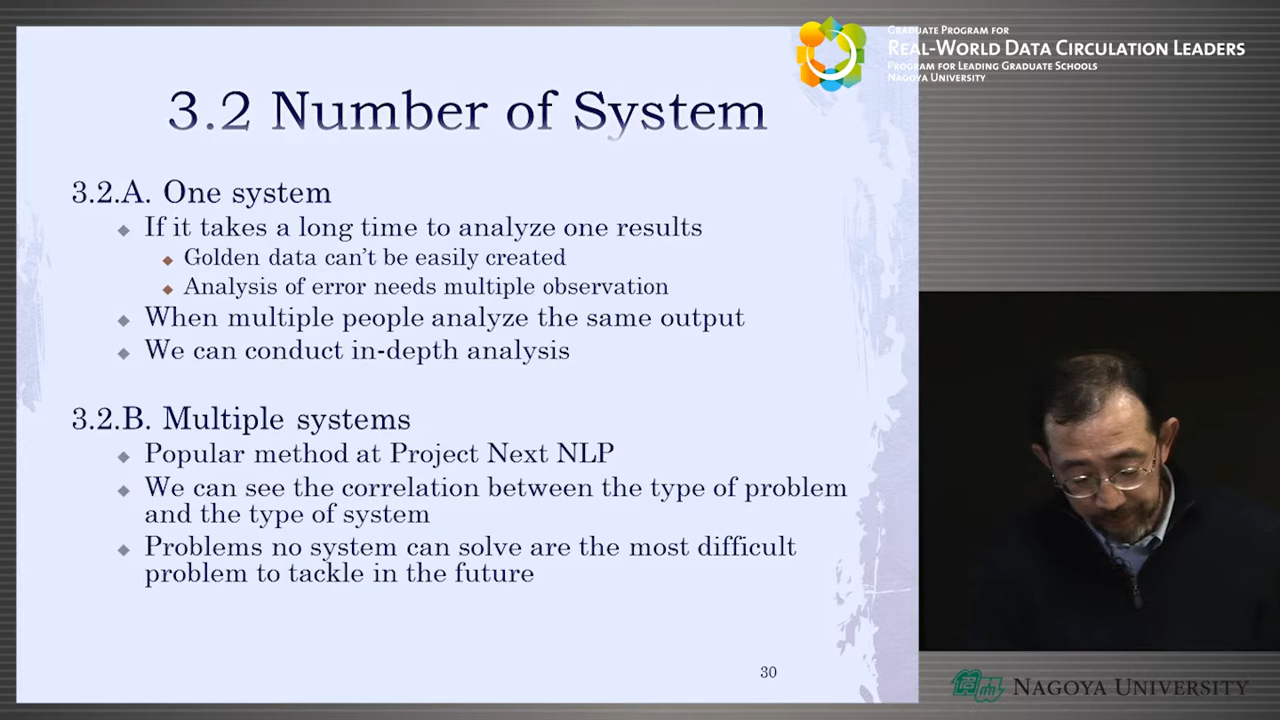 GRADUATE PROGRAM FOR
REAL-WORLD DATA CIRCULATION LEADERS
PROGRAM FOR LEADING GRADUATE SCHOOLS
NAGOYA UNIVERSITY
3.2 Number of System
3.2.A. One system
If it takes a long time to analyze one results
Golden data can't be easily created
Analysis of error needs multiple observation
When multiple people analyze the same output
We can conduct in-depth analysis
3.2.B. Multiple systems
Popular method at Project Next NLP
We can see the correlation between the type of problem
and the type of system
Problems no system can solve are the most difficult
problem to tackle in the future
30
NAGOYA UNIVERSITY